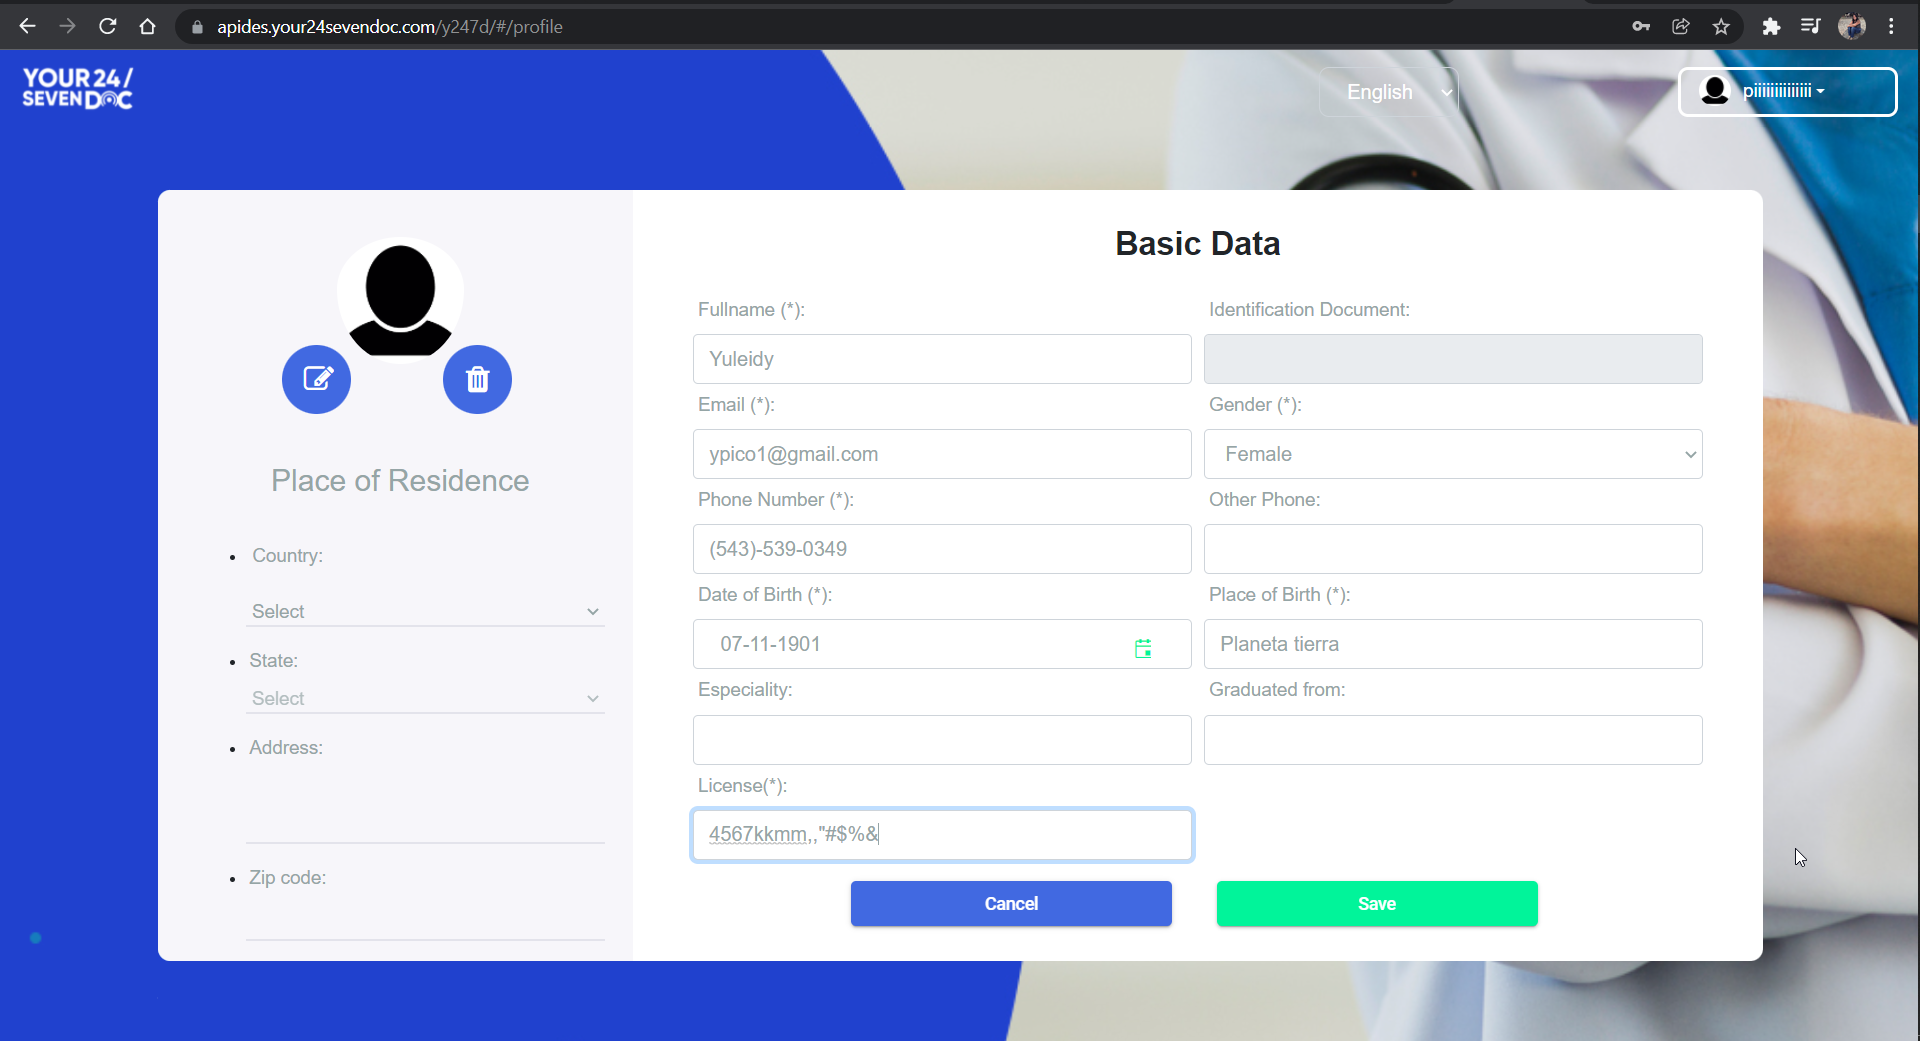 apides.your24sevendoc.com/y247d/#/profile
YOUR 24/
SEVEN DOC
English
piiiiiiiiiiiiii
Basic Data
Fullname (*):
Identification Document:
Yuleidy
Email (*):
Gender (*):
ypico1@gmail.com
Female
Phone Number (*):
Other Phone:
(543)-539-0349
Date of Birth (*):
Place of Birth (*):
07-11-1901
Planeta tierra
Especiality:
Graduated from:
License(*):
4567kkmm,,"#$%&
Cancel
Save
Place of Residence
Country:
Select
State:
Select
Address:
Zip code: